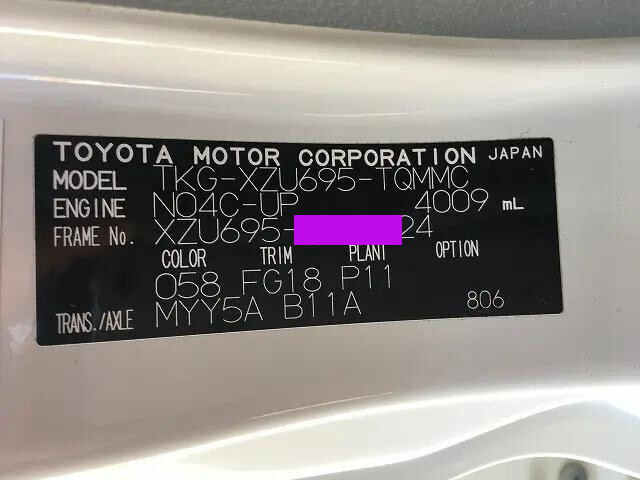 TOYOTA MOTOR CORPORATION JAPAN
MODEL TKG-XZU695-TQMMC
ENGINE N04C-UP 4009 mL
FRAME No. XZU695- 24
COLOR TRIM PLANT OPTION
058 FG18 P11
TRANS./AXLE MYY5A B11A 806